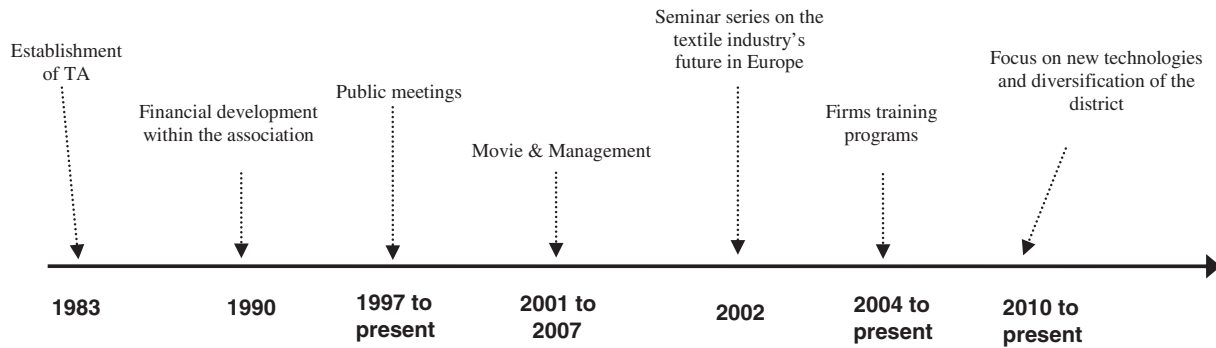 Establishment
of TA
Financial development
within the association
Public meetings
Movie & Management
Seminar series on the
textile industry's
future in Europe
Firms training
programs
Focus on new technologies
and diversification of the
district
1983
1990
1997 to
present
2001 to
2007
2002
2004 to
present
2010 to
present